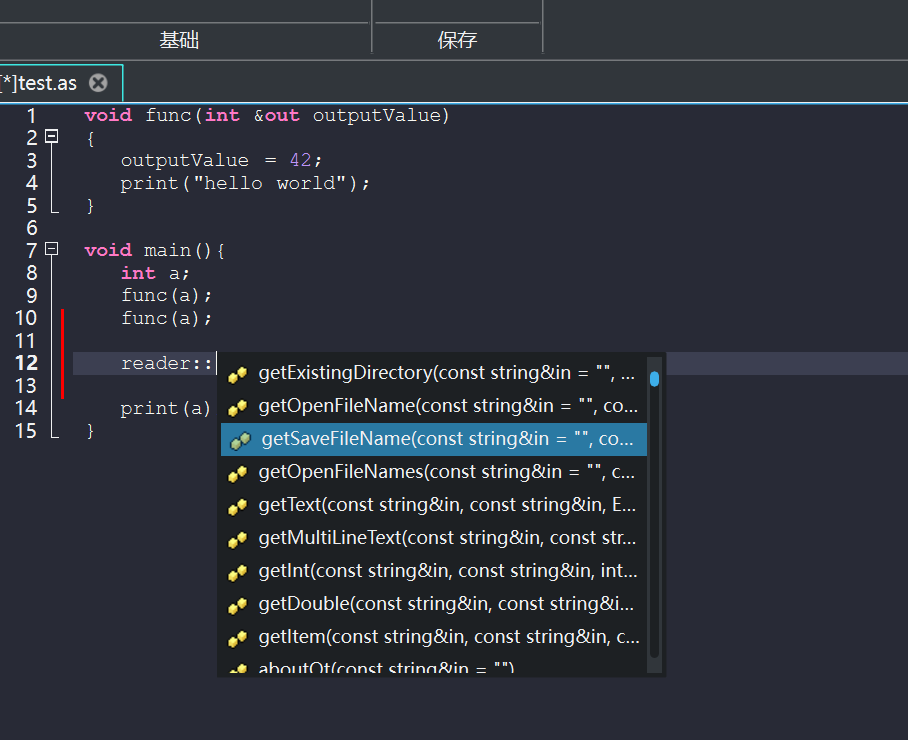 基础
保存
[*]test.as
1 void func(int &out outputValue)
2 {
3 outputValue = 42;
4 print("hello world");
5 }
6
7 void main(){
8 int a;
9 func(a);
10 func(a);
11
12 reader::
13
14 print(a)
15 }
getExistingDirectory(const string&in = "", ...
getOpenFileName(const string&in = "", co...
getSaveFileName(const string&in = "", co...
getOpenFileNames(const string&in = "", c...
getText(const string&in, const string&in, E...
getMultiLineText(const string&in, const str...
getInt(const string&in, const string&in, int...
getDouble(const string&in, const string&i...
getItem(const string&in, const string&in, c...
aboutQt(const string&in = "")